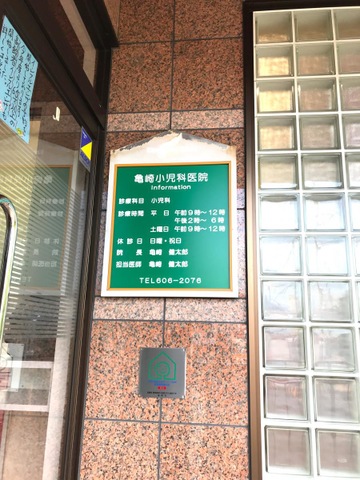 亀崎小児科医院
Information
診療科目 小児科
診療時間 平 日 午前9時〜12時
午後2時〜 6時
土曜日 午前9時〜12時
休 診 日 日曜・祝日
院 長 亀崎 健太郎
担当医師 亀崎 健太郎
TEL606-2076